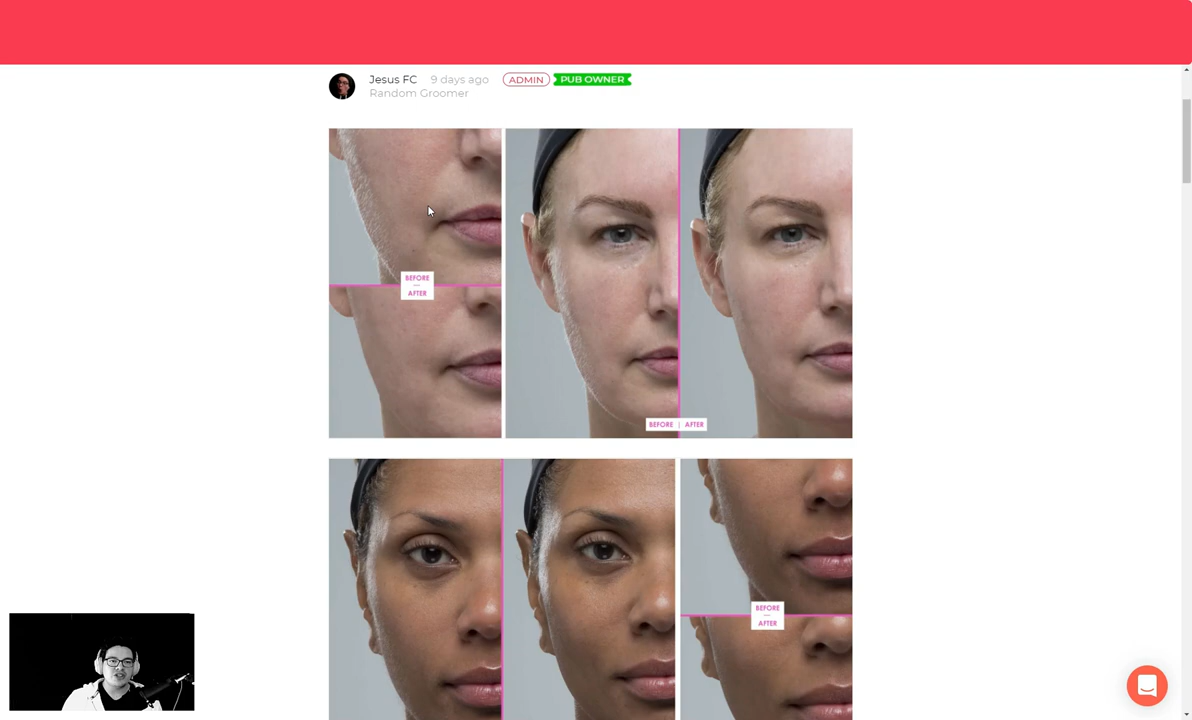 Jesus FC 9 days ago ADMIN PUB OWNER
Random Groomer
BEFORE
AFTER
BEFORE | AFTER
BEFORE
AFTER